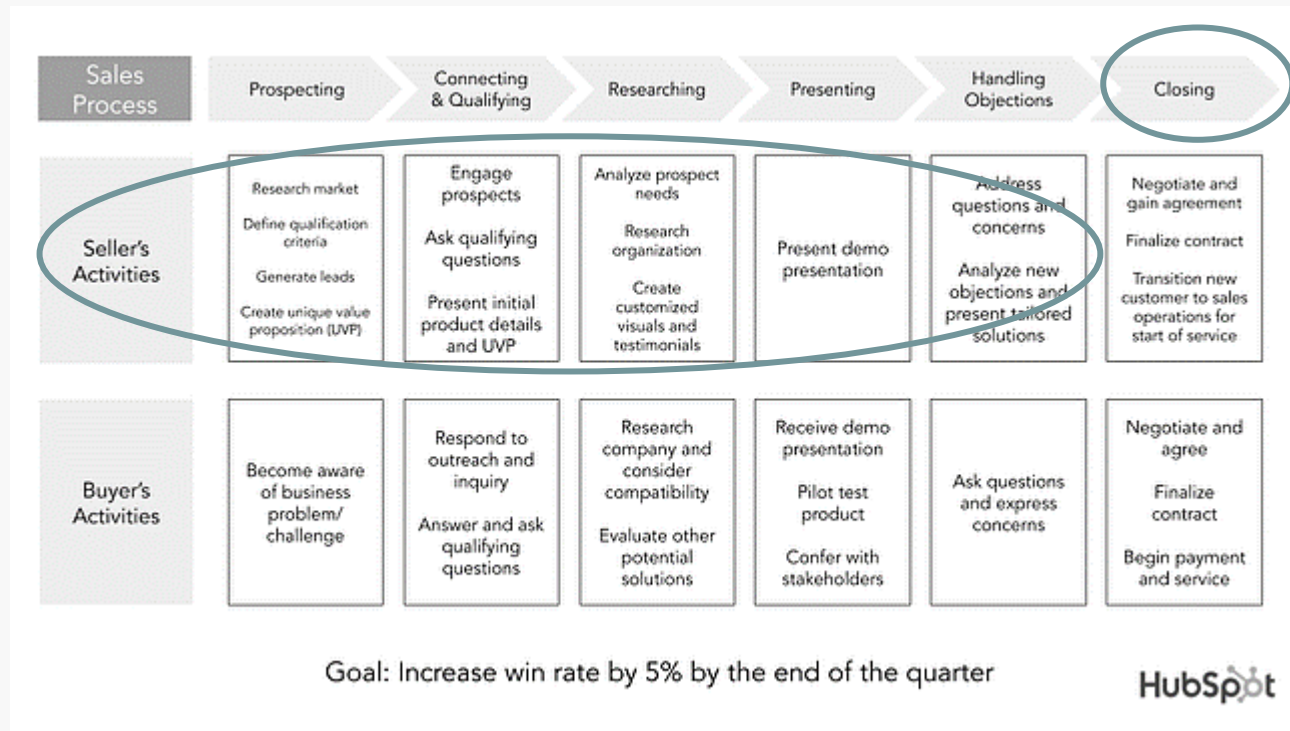 Sales
Process
Prospecting
Connecting
& Qualifying
Researching
Presenting
Handling
Objections
Closing
Seller's
Activities
Research market
Define qualification
criteria
Generate leads
Create unique value
proposition (UVP)
Engage
prospects
Ask qualifying
questions
Present initial
product details
and UVP
Analyze prospect
needs
Research
organization
Create
customized
visuals and
testimonials
Present demo
presentation
Address
questions and
concerns
Analyze new
objections and
present tailored
solutions
Negotiate and
gain agreement
Finalize contract
Transition new
customer to sales
operations for
start of service
Buyer's
Activities
Become aware
of business
problem/
challenge
Respond to
outreach and
inquiry
Answer and ask
qualifying
questions
Research
company and
consider
compatibility
Evaluate other
potential
solutions
Receive demo
presentation
Pilot test
product
Confer with
stakeholders
Ask questions
and express
concerns
Negotiate and
agree
Finalize
contract
Begin payment
and service
Goal: Increase win rate by 5% by the end of the quarter
HubSpot